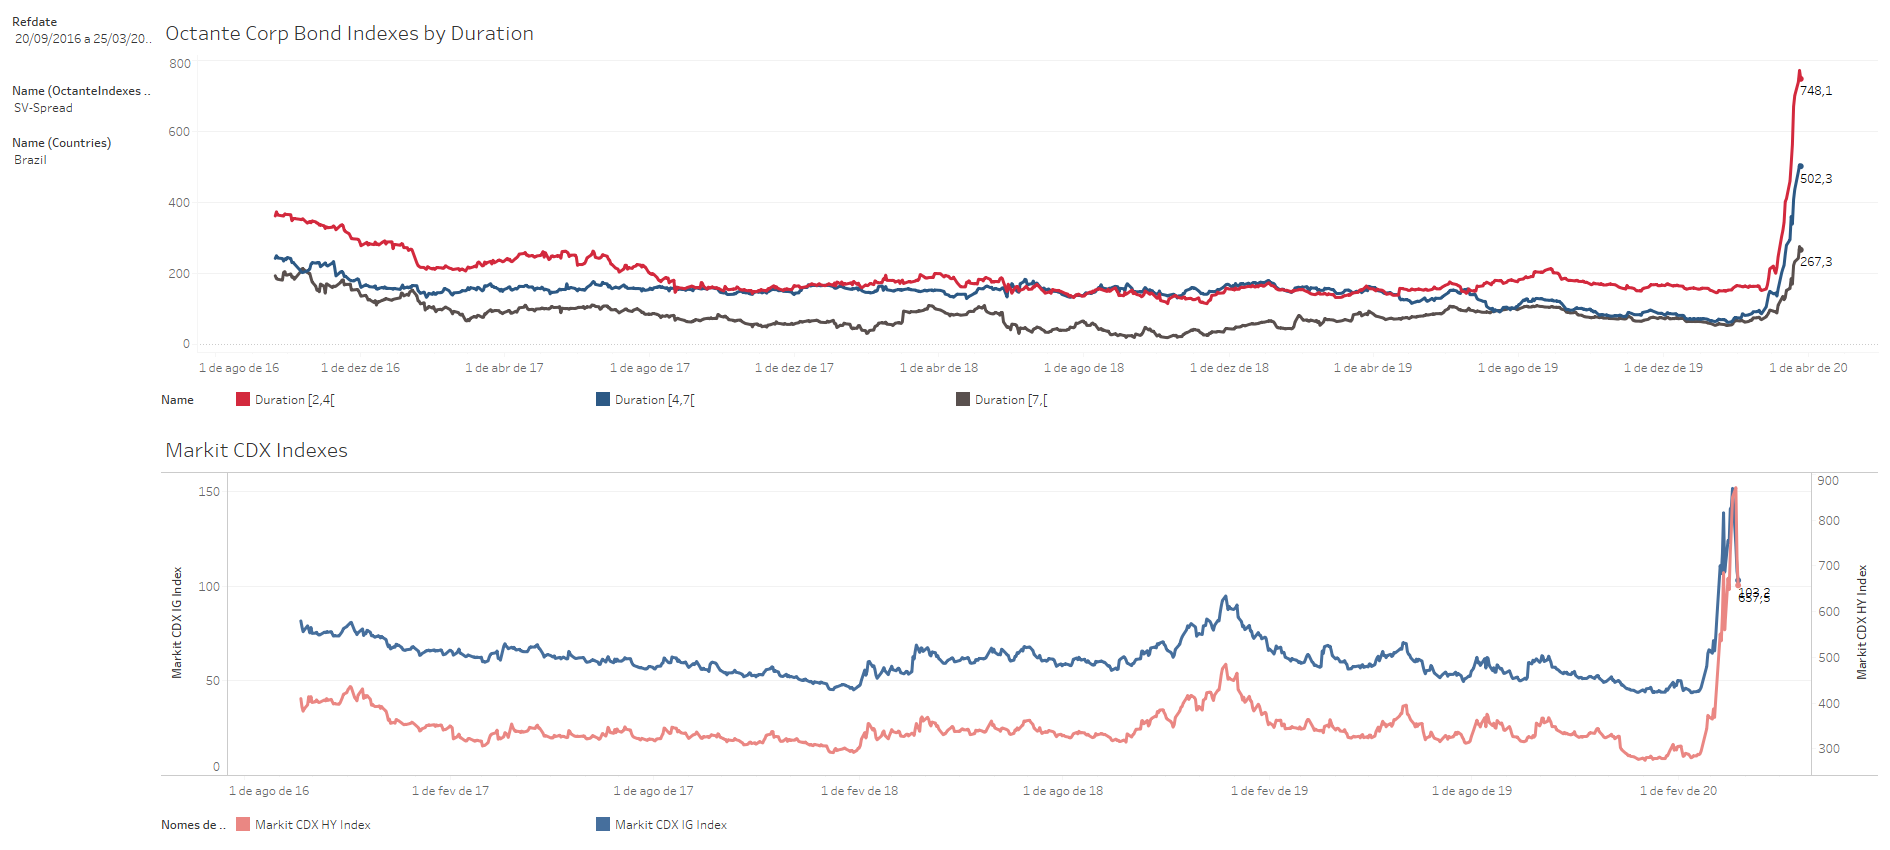 Refdate
20/09/2016 a 25/03/20..
Name (OctanteIndexes ..
SV-Spread
Name (Countries)
Brazil
Octante Corp Bond Indexes by Duration
800
600
400
200
0
748,1
502,3
267,3
1 de ago de 16
1 de dez de 16
1 de abr de 17
1 de ago de 17
1 de dez de 17
1 de abr de 18
1 de ago de 18
1 de dez de 18
1 de abr de 19
1 de ago de 19
1 de dez de 19
1 de abr de 20
Name
Duration [2,4[
Duration [4,7[
Duration [7,[
Markit CDX Indexes
Markit CDX IG Index
150
100
50
0
103,2
657,5
900
800
700
600
500
400
300
Markit CDX HY Index
1 de ago de 16
1 de fev de 17
1 de ago de 17
1 de fev de 18
1 de ago de 18
1 de fev de 19
1 de ago de 19
1 de fev de 20
Nomes de ..
Markit CDX HY Index
Markit CDX IG Index